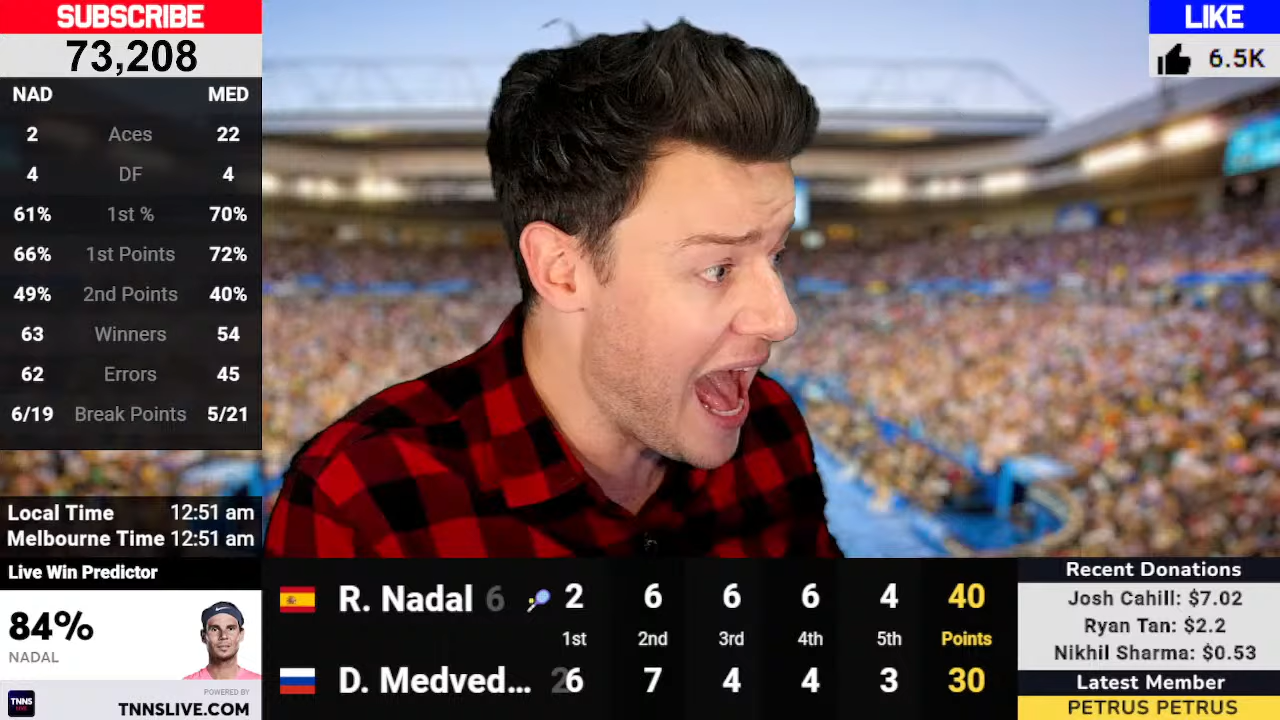 SUBSCRIBE
73,208
NAD MED
2 Aces 22
4 DF 4
61% 1st % 70%
66% 1st Points 72%
49% 2nd Points 40%
63 Winners 54
62 Errors 45
6/19 Break Points 5/21
Local Time 12:51 am
Melbourne Time 12:51 am
Live Win Predictor
84%
NADAL
POWERED BY
TNNS
LIVE
TNNSLIVE.COM
LIKE
6.5K
R. Nadal 6 2 6 6 6 4 40
1st 2nd 3rd 4th 5th Points
D. Medved... 2 6 7 4 4 3 30
Recent Donations
Josh Cahill: $7.02
Ryan Tan: $2.2
Nikhil Sharma: $0.53
Latest Member
PETRUS PETRUS